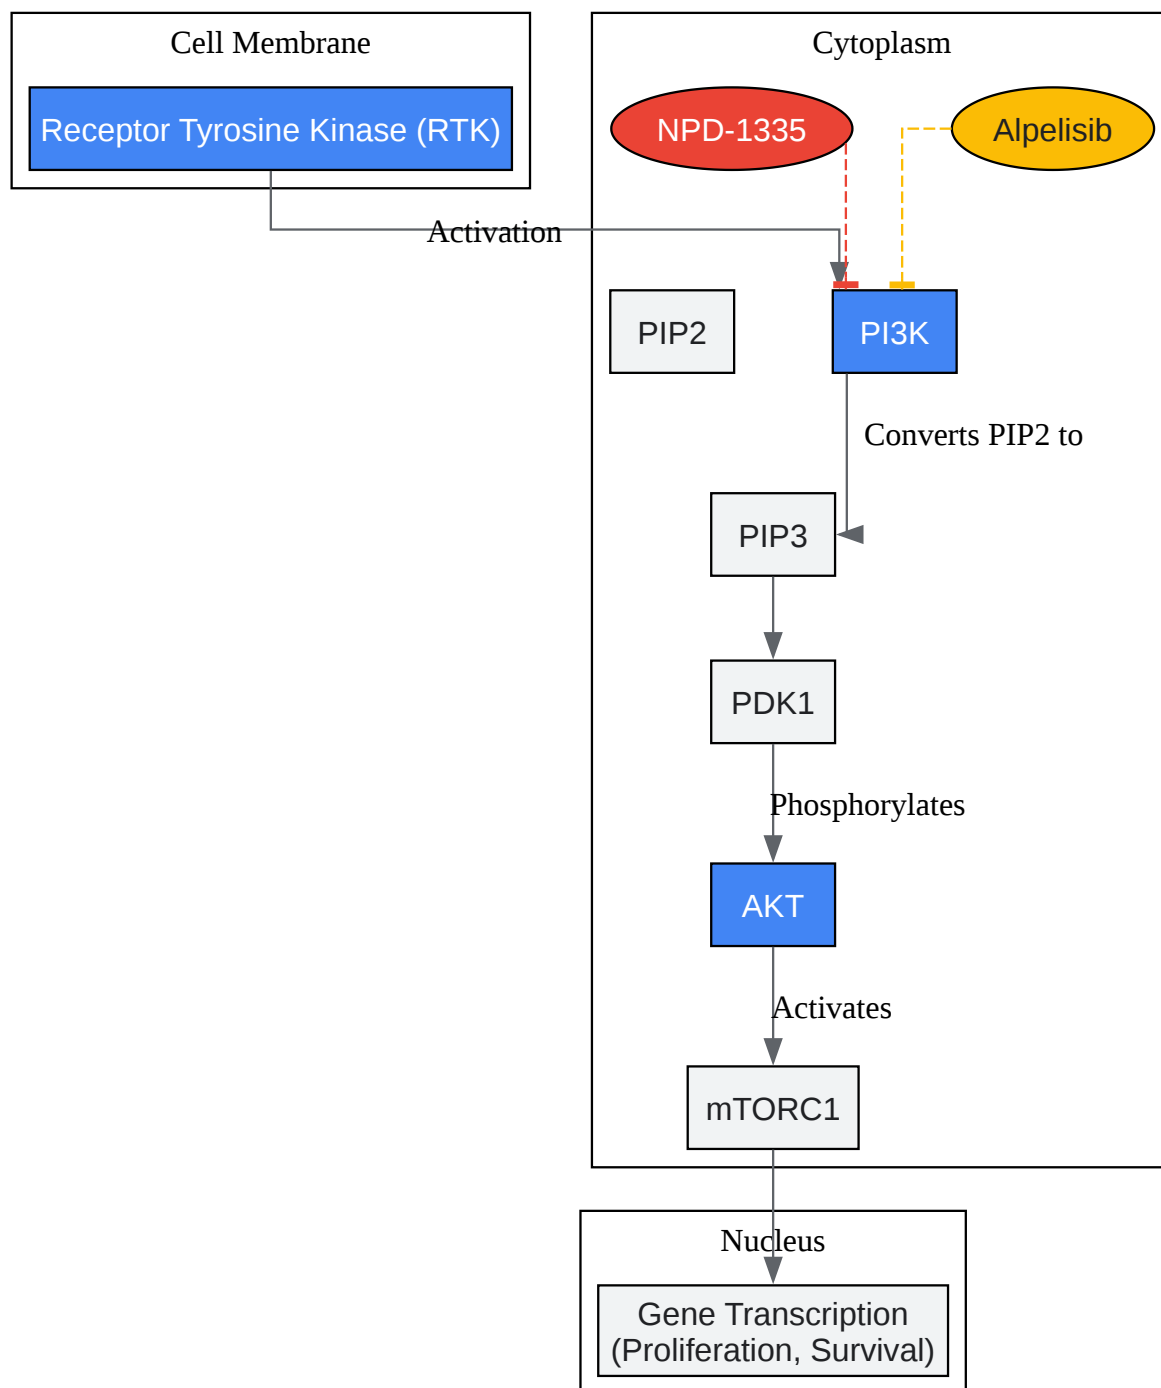 Cell Membrane
Cytoplasm
Receptor Tyrosine Kinase (RTK)
NPD-1335
Alpelisib
Activation
PIP2
PI3K
Converts PIP2 to
PIP3
PDK1
Phosphorylates
AKT
Activates
mTORC1
Nucleus
Gene Transcription
(Proliferation, Survival)